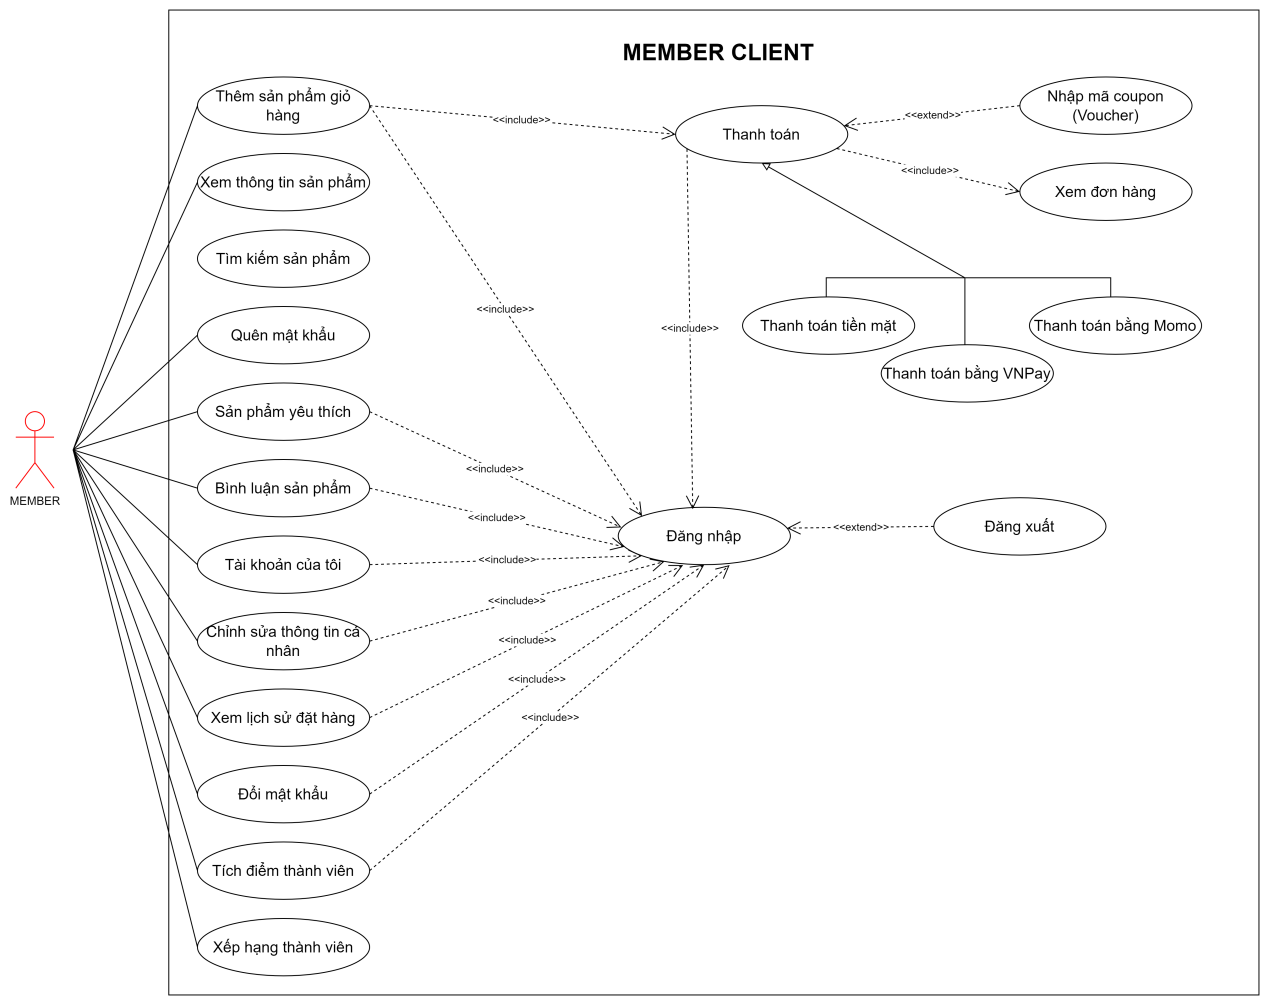 MEMBER CLIENT
Thêm sản phẩm giỏ
hàng
Xem thông tin sản phẩm
Tìm kiếm sản phẩm
Quên mật khẩu
Sản phẩm yêu thích
Bình luận sản phẩm
Tài khoản của tôi
Chỉnh sửa thông tin cá
nhân
Xem lịch sử đặt hàng
Đổi mật khẩu
Tích điểm thành viên
Xếp hạng thành viên
MEMBER
<<include>>
<<include>>
<<include>>
<<include>>
<<include>>
<<include>>
<<include>>
<<include>>
<<include>>
<<include>>
Thanh toán
<<extend>>
Nhập mã coupon
(Voucher)
<<include>>
Xem đơn hàng
Thanh toán tiền mặt
Thanh toán bằng VNPay
Thanh toán bằng Momo
Đăng nhập
<<extend>>
Đăng xuất